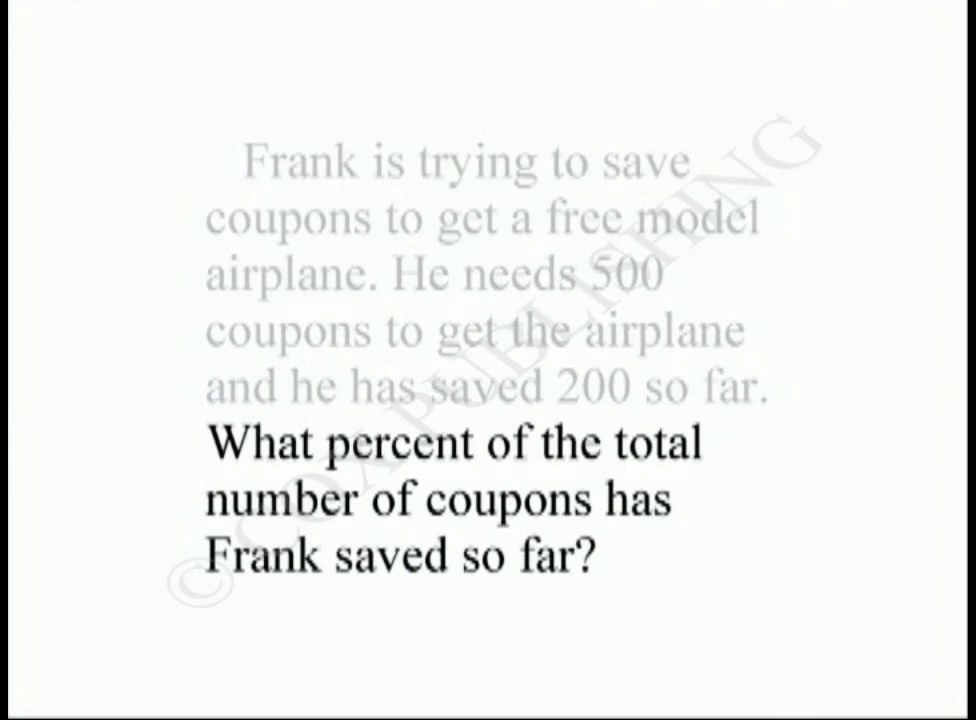 Frank is trying to save
coupons to get a free model
airplane. He needs 500
coupons to get the airplane
and he has saved 200 so far.
What percent of the total
number of coupons has
Frank saved so far?
© COX PUBLISHING